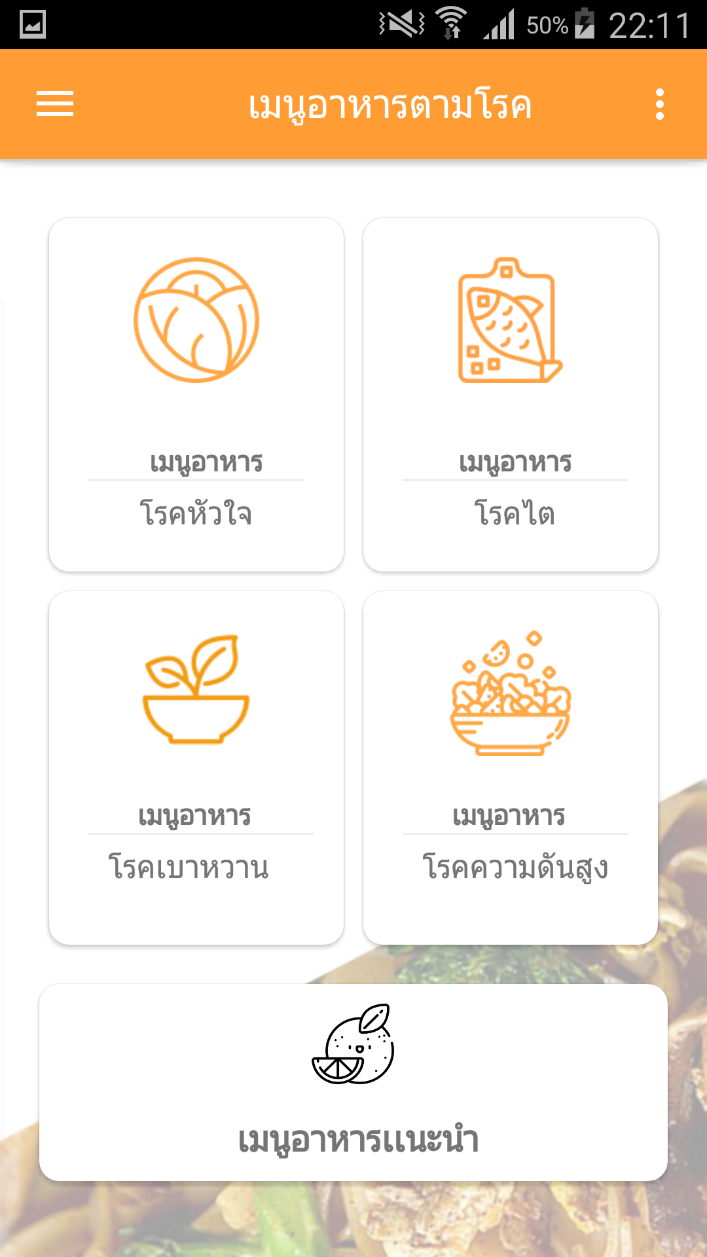 50% 22:11
เมนูอาหารตามโรค
เมนูอาหาร
โรคหัวใจ
เมนูอาหาร
โรคไต
เมนูอาหาร
โรคเบาหวาน
เมนูอาหาร
โรคความดันสูง
เมนูอาหารแนะนำ